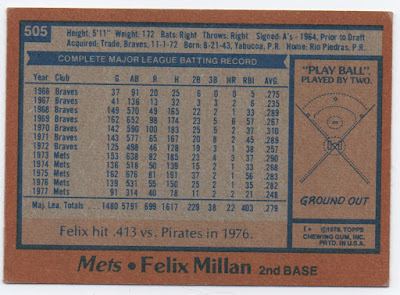 505
Height: 5'11" Weight: 172 Bats: Right Throws: Right Signed: A's - 1964, Prior to Draft
Acquired: Trade, Braves, 11-1-72 Born: 8-21-43, Yabucoa, P.R. Home: Rio Piedras, P.R.
COMPLETE MAJOR LEAGUE BATTING RECORD
YEAR CLUB G AB R H 2B 3B HR RBI AVG.
1966 Braves 37 91 20 25 6 0 0 5 .275
1967 Braves 41 136 13 32 3 3 2 6 .235
1968 Braves 149 570 49 165 22 2 1 33 .289
1969 Braves 162 652 98 174 23 5 6 57 .267
1970 Braves 142 590 100 183 25 5 2 37 .310
1971 Braves 143 577 65 167 20 8 2 45 .289
1972 Braves 125 498 46 128 19 3 1 38 .257
1973 Mets 153 638 82 185 23 4 3 37 .290
1974 Mets 136 518 50 139 15 2 1 33 .268
1975 Mets 162 676 81 191 37 2 1 56 .283
1976 Mets 139 531 55 150 25 2 1 35 .282
1977 Mets 91 314 40 78 11 2 2 21 .248
Maj. Lea. Totals 1480 5791 699 1617 229 38 22 403 .279
Felix hit .413 vs. Pirates in 1976.
"PLAY BALL"
PLAYED BY TWO.
GROUND OUT
© 1978, TOPPS
CHEWING GUM, INC.
PRTD. IN U.S.A.
Mets • Felix Millan 2nd BASE